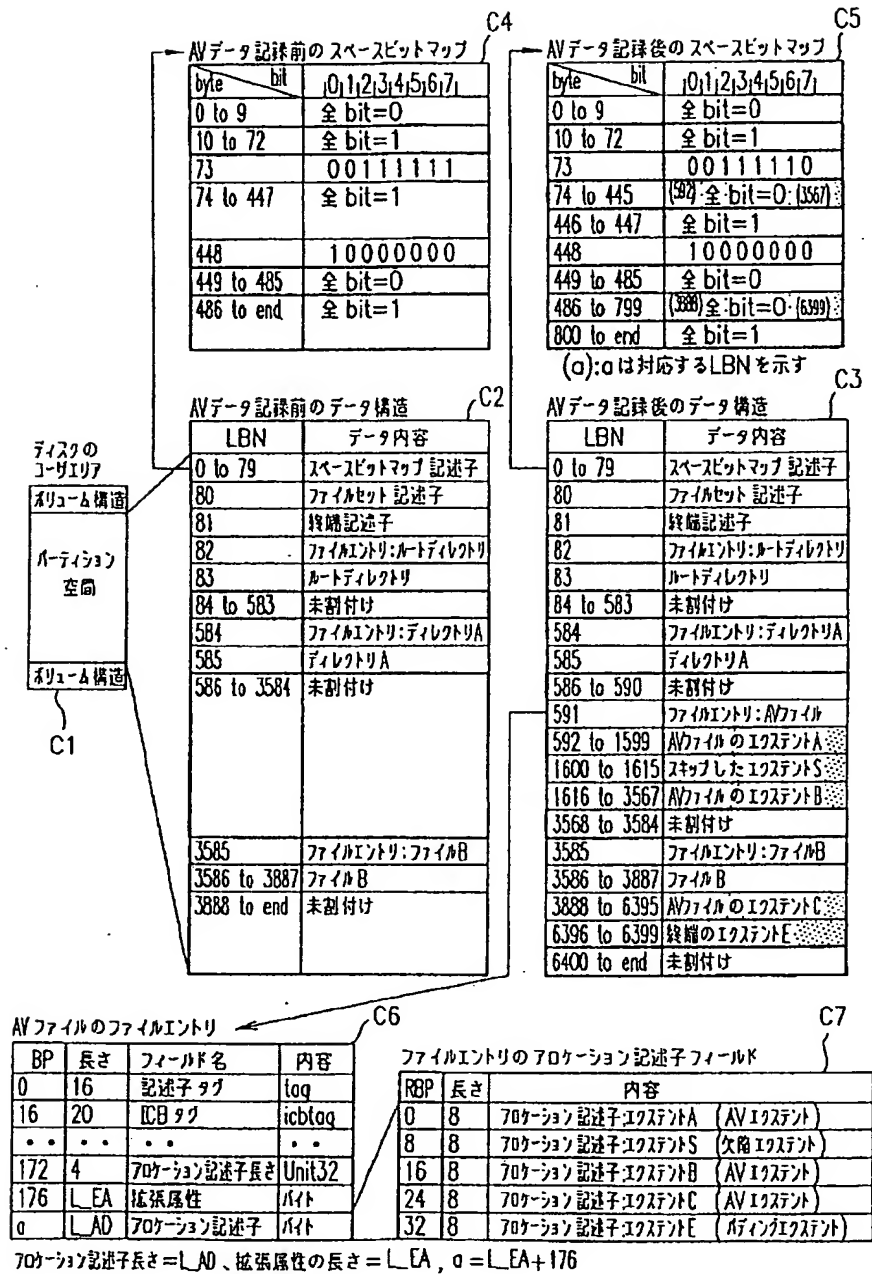 C4
AVデータ記録前のスペースビットマップ
byte bit 0 1 2 3 4 5 6 7
0 to 9 全 bit=0
10 to 72 全 bit=1
73 0 0 1 1 1 1 1 1
74 to 447 全 bit=1
448 1 0 0 0 0 0 0 0
449 to 485 全 bit=0
486 to end 全 bit=1
C5
AVデータ記録後のスペースビットマップ
byte bit 0 1 2 3 4 5 6 7
0 to 9 全 bit=0
10 to 72 全 bit=1
73 0 0 1 1 1 1 1 0
74 to 445 (592) 全 bit=0 (3567)
446 to 447 全 bit=1
448 1 0 0 0 0 0 0 0
449 to 485 全 bit=0
486 to 799 (3888) 全 bit=0 (6399)
800 to end 全 bit=1
(a):aは対応するLBNを示す
ディスクの
ユーザエリア
ボリューム構造
パーティション
空間
ボリューム構造
C1
AVデータ記録前のデータ構造
C2
LBN データ内容
0 to 79 スペースビットマップ記述子
80 ファイルセット記述子
81 終端記述子
82 ファイルエントリ:ルートディレクトリ
83 ルートディレクトリ
84 to 583 未割付け
584 ファイルエントリ:ディレクトリA
585 ディレクトリA
586 to 3584 未割付け
3585 ファイルエントリ:ファイルB
3586 to 3887 ファイルB
3888 to end 未割付け
AVデータ記録後のデータ構造
C3
LBN データ内容
0 to 79 スペースビットマップ記述子
80 ファイルセット記述子
81 終端記述子
82 ファイルエントリ:ルートディレクトリ
83 ルートディレクトリ
84 to 583 未割付け
584 ファイルエントリ:ディレクトリA
585 ディレクトリA
586 to 590 未割付け
591 ファイルエントリ:AVファイル
592 to 1599 AVファイルのエクステントA
1600 to 1615 スキップしたエクステントS
1616 to 3567 AVファイルのエクステントB
3568 to 3584 未割付け
3585 ファイルエントリ:ファイルB
3586 to 3887 ファイルB
3888 to 6395 AVファイルのエクステントC
6396 to 6399 終端のエクステントE
6400 to end 未割付け
AVファイルのファイルエントリ
C6
BP 長さ フィールド名 内容
0 16 記述子タグ tag
16 20 ICBタグ icbtag
・・ ・・ ・・ ・・
172 4 アロケーション記述子長さ Unit32
176 L_EA 拡張属性 バイト
a L_AD アロケーション記述子 バイト
アロケーション記述子長さ=L_AD、拡張属性の長さ=L_EA, a=L_EA+176
ファイルエントリのアロケーション記述子フィールド
C7
RBP 長さ 内容
0 8 アロケーション記述子:エクステントA (AVエクステント)
8 8 アロケーション記述子:エクステントS (欠陥エクステント)
16 8 アロケーション記述子:エクステントB (AVエクステント)
24 8 アロケーション記述子:エクステントC (AVエクステント)
32 8 アロケーション記述子:エクステントE (パディングエクステント)